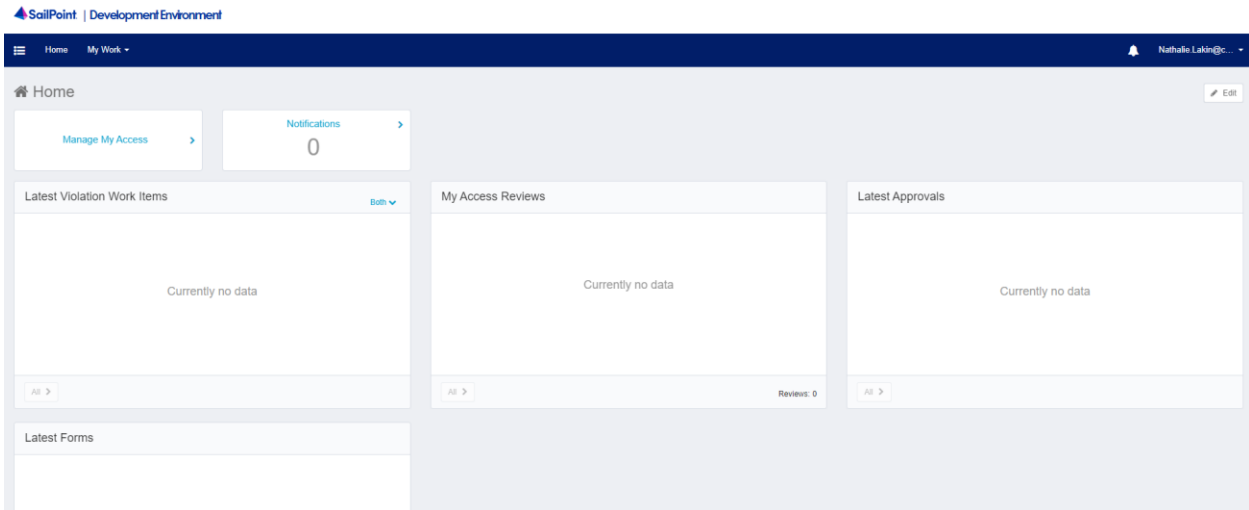 SailPoint. | Development Environment
Home My Work Nathalie.Lakin@c...
Home Edit
Manage My Access
Notifications
0
Latest Violation Work Items Both
Currently no data
All
My Access Reviews
Currently no data
All Reviews: 0
Latest Approvals
Currently no data
All
Latest Forms